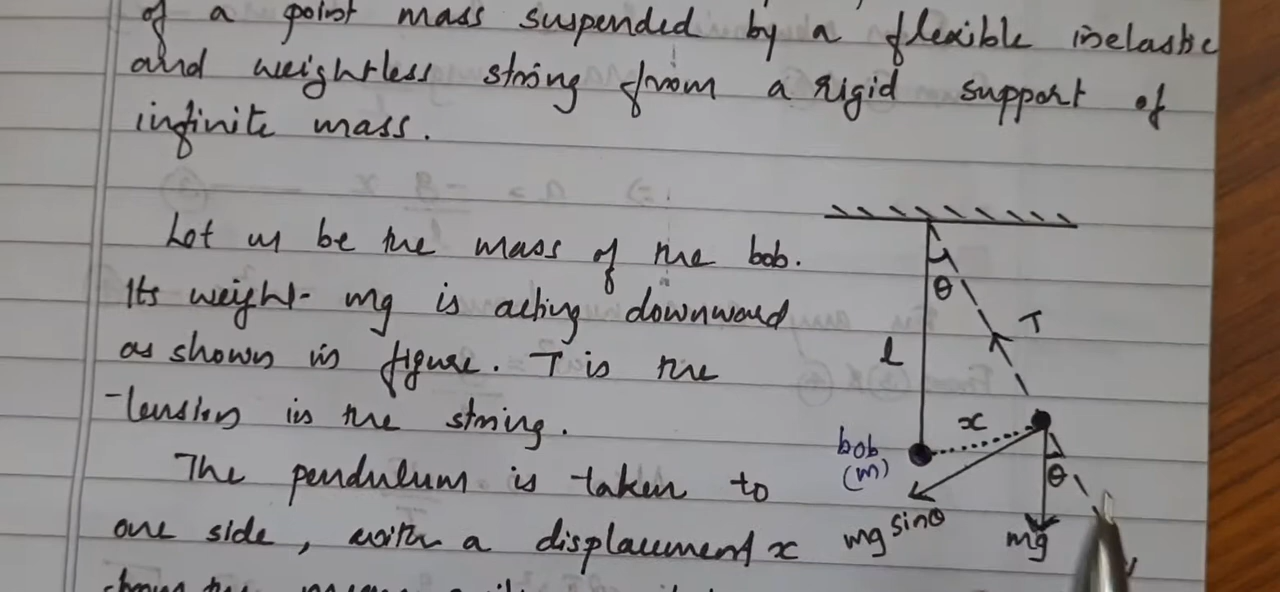 of a point mass suspended by a flexible inelastic
and weightless string from a rigid support of
infinite mass.
Let m be the mass of the bob.
Its weight mg is acting downward
as shown in figure. T is the
tension in the string.
The pendulum is taken to
one side, with a displacement x
θ
T
l
x
bob
(m)
θ
mg sinθ
mg